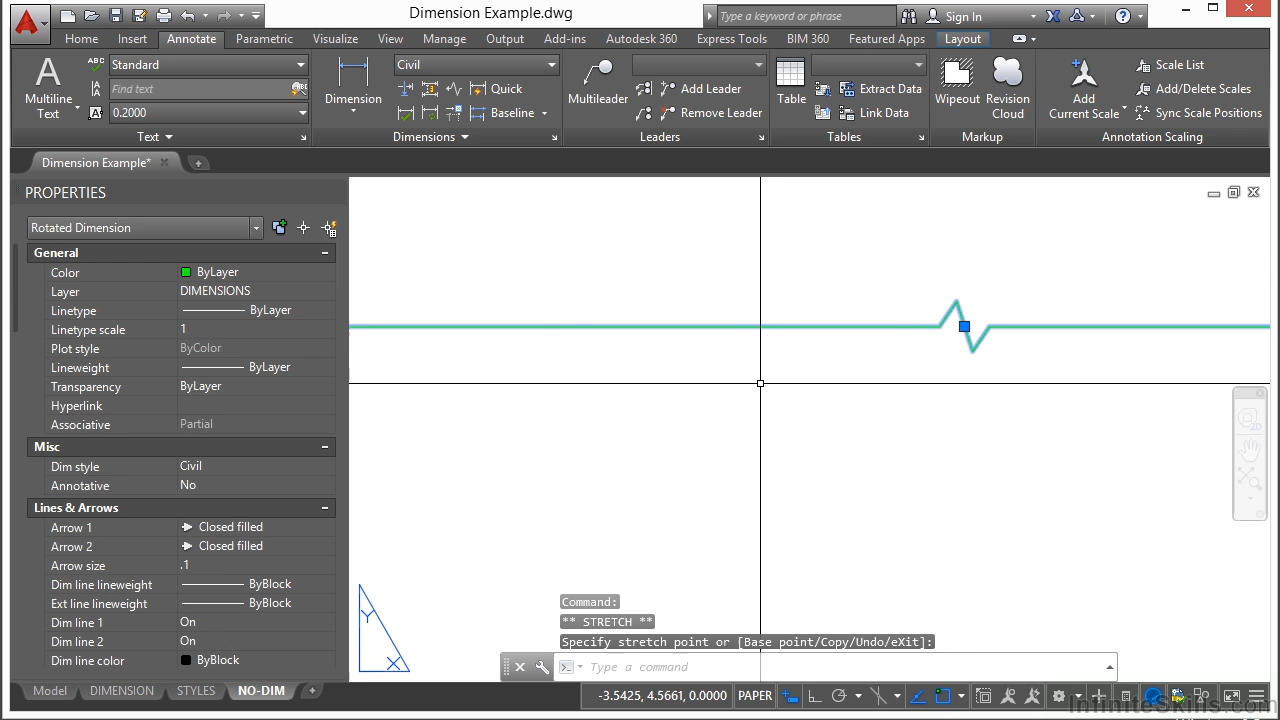 Dimension Example.dwg
Type a keyword or phrase
Sign In
Home Insert Annotate Parametric Visualize View Manage Output Add-ins Autodesk 360 Express Tools BIM 360 Featured Apps Layout
A
Multiline
Text
ABC
Standard
Find text
0.2000
Text
Dimension
Civil
Quick
Baseline
Dimensions
Multileader
Add Leader
Remove Leader
Leaders
Table
Extract Data
Link Data
Tables
Wipeout
Revision
Cloud
Markup
Add
Current Scale
Scale List
Add/Delete Scales
Sync Scale Positions
Annotation Scaling
Dimension Example*
PROPERTIES
Rotated Dimension
General
Color ByLayer
Layer DIMENSIONS
Linetype ByLayer
Linetype scale 1
Plot style ByColor
Lineweight ByLayer
Transparency ByLayer
Hyperlink
Associative Partial
Misc
Dim style Civil
Annotative No
Lines & Arrows
Arrow 1 Closed filled
Arrow 2 Closed filled
Arrow size .1
Dim line lineweight ByBlock
Ext line lineweight ByBlock
Dim line 1 On
Dim line 2 On
Dim line color ByBlock
2D
Y
X
Command:
** STRETCH **
Specify stretch point or [Base point/Copy/Undo/eXit]:
Type a command
Model DIMENSION STYLES NO-DIM
-3.5425, 4.5661, 0.0000 PAPER
InfiniteSkills.com